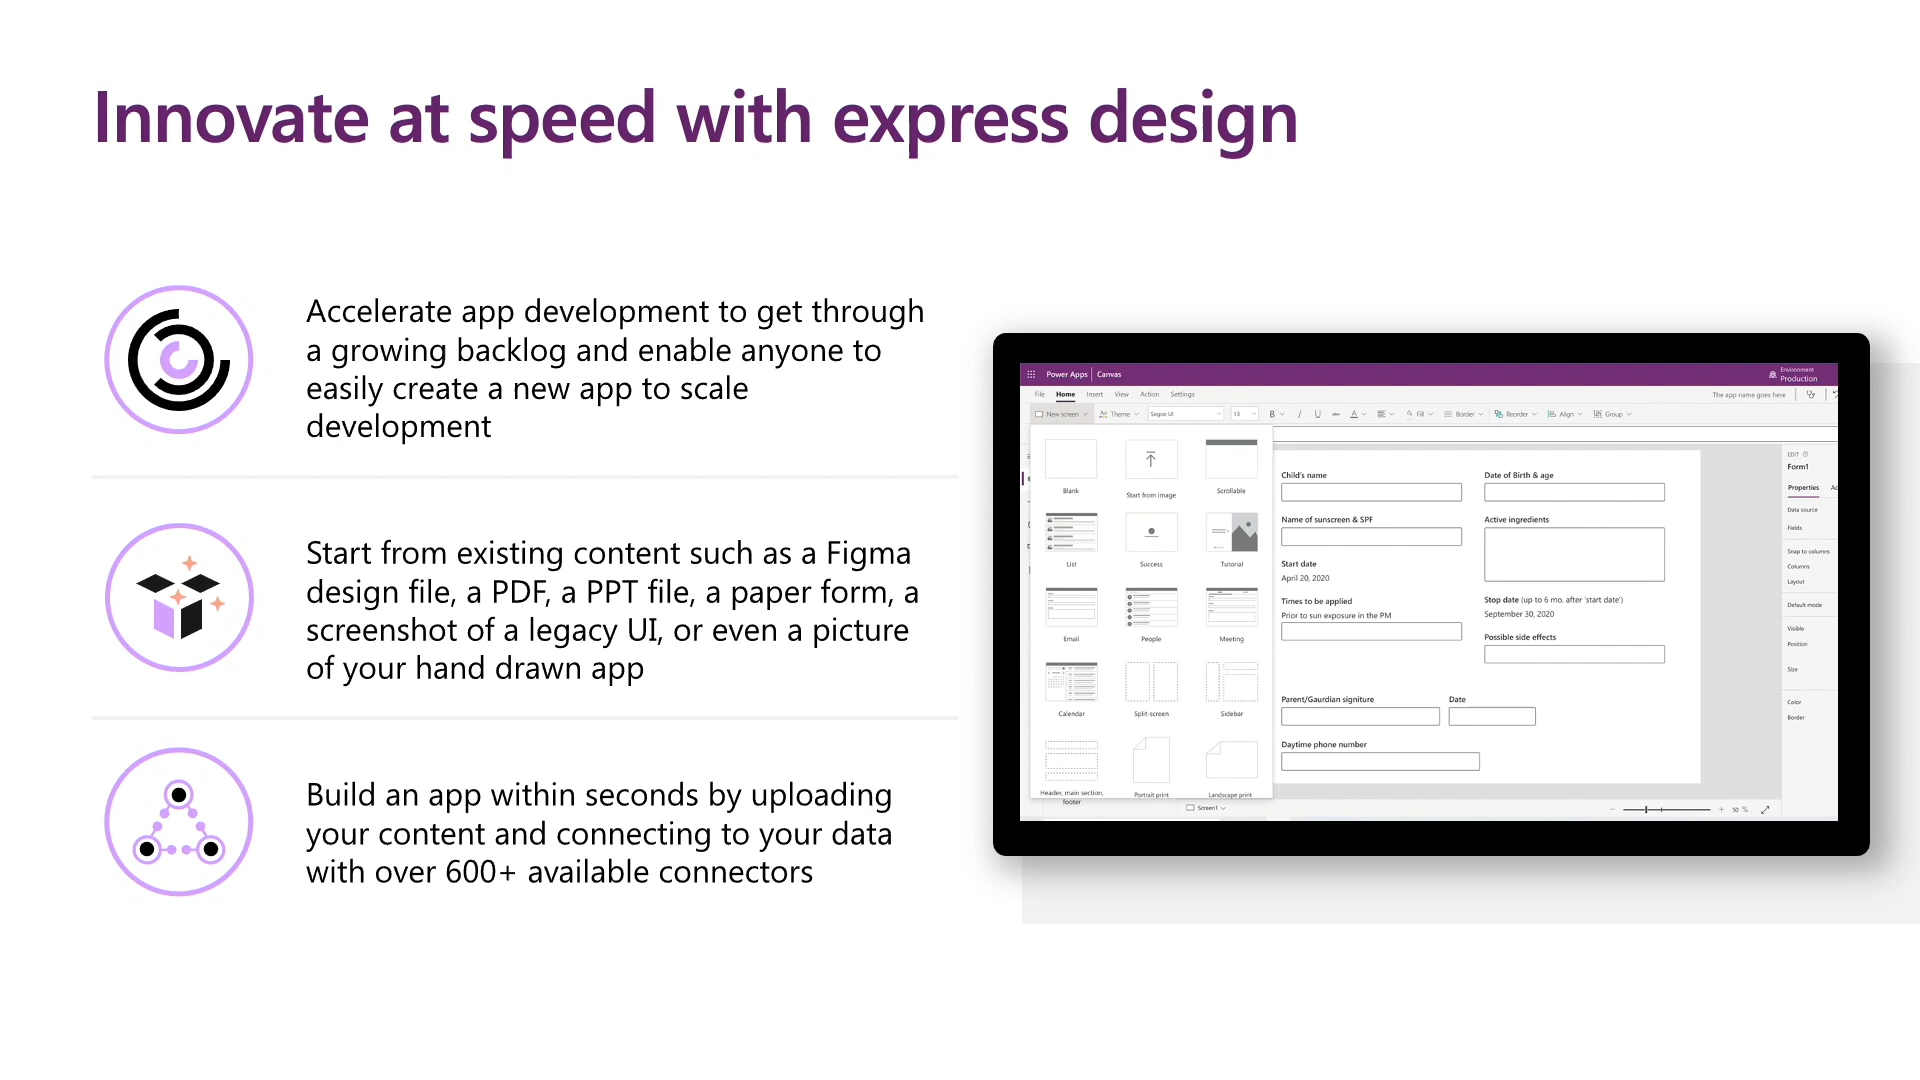 Innovate at speed with express design
Accelerate app development to get through
a growing backlog and enable anyone to
easily create a new app to scale
development
Start from existing content such as a Figma
design file, a PDF, a PPT file, a paper form, a
screenshot of a legacy UI, or even a picture
of your hand drawn app
Build an app within seconds by uploading
your content and connecting to your data
with over 600+ available connectors
Power Apps | Canvas
Environment
Production
File Home Insert View Action Settings
The app name goes here
New screen Theme Segoe UI 13 B / U A Fill Border Reorder Align Group
Blank Start from image Scrollable
List Success Tutorial
Email People Meeting
Calendar Split-screen Sidebar
Header, main section,
footer
Portrait print Landscape print
Child's name
Date of Birth & age
Name of sunscreen & SPF
Active ingredients
Start date
April 20, 2020
Times to be applied
Prior to sun exposure in the PM
Stop date (up to 6 mo. after 'start date')
September 30, 2020
Possible side effects
Parent/Gaurdian signiture
Date
Daytime phone number
EDIT
Form1
Properties
Data source
Fields
Snap to columns
Columns
Layout
Default mode
Visible
Position
Size
Color
Border
Screen1
50 %